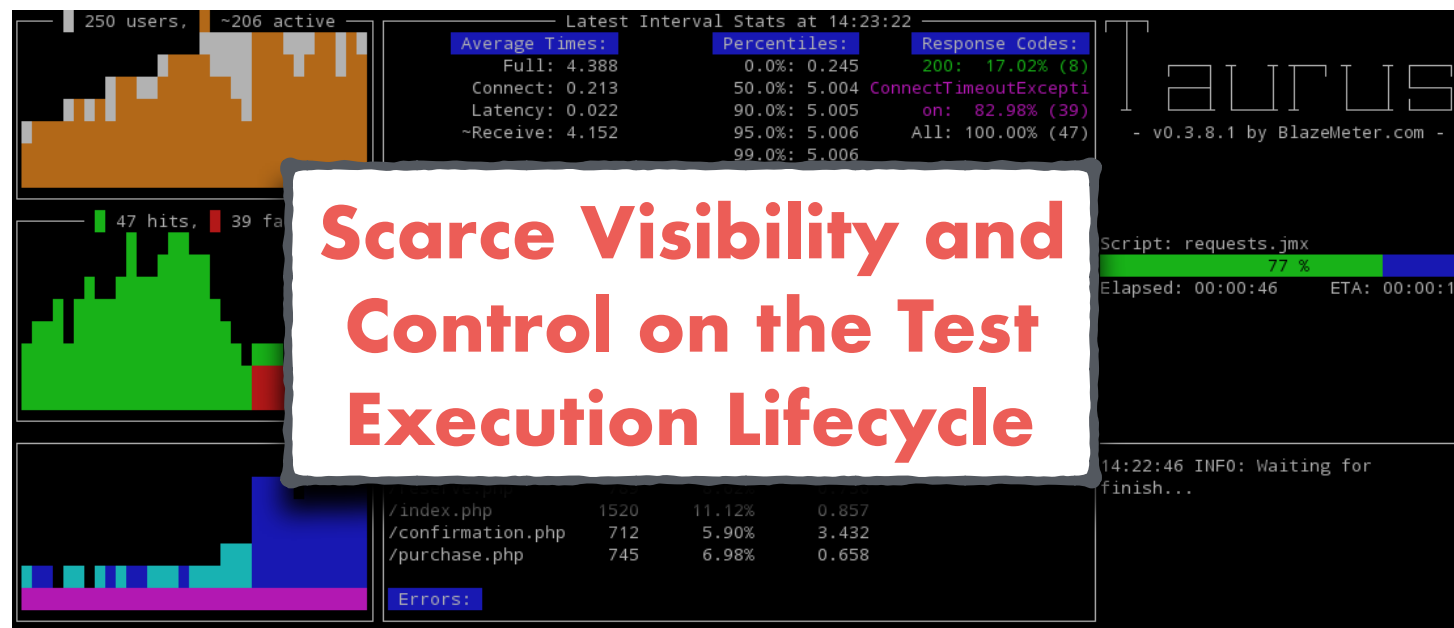 250 users, ~206 active
Latest Interval Stats at 14:23:22
Average Times:
Full: 4.388
Connect: 0.213
Latency: 0.022
~Receive: 4.152
Percentiles:
0.0%: 0.245
50.0%: 5.004
90.0%: 5.005
95.0%: 5.006
99.0%: 5.006
Response Codes:
200: 17.02% (8)
ConnectTimeoutExcepti
on: 82.98% (39)
All: 100.00% (47)
Taurus
- v0.3.8.1 by BlazeMeter.com -
47 hits, 39 fa
Scarce Visibility and
Control on the Test
Execution Lifecycle
Script: requests.jmx
77 %
Elapsed: 00:00:46 ETA: 00:00:1
/index.php 1520 11.12% 0.857
/confirmation.php 712 5.90% 3.432
/purchase.php 745 6.98% 0.658
Errors:
14:22:46 INFO: Waiting for
finish...